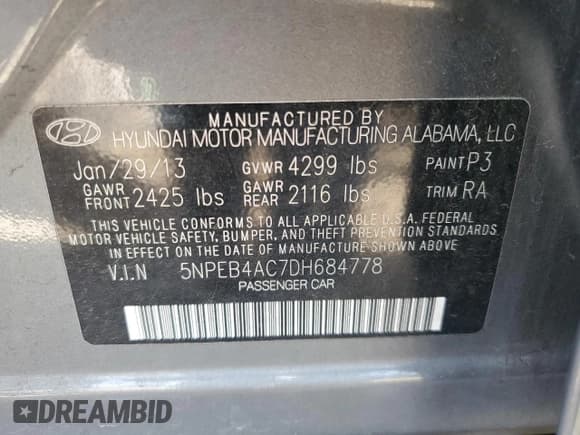 MANUFACTURED BY
HYUNDAI MOTOR MANUFACTURING ALABAMA, LLC
Jan/29/13 GVWR 4299 lbs PAINT P3
GAWR FRONT 2425 lbs GAWR REAR 2116 lbs TRIM RA
THIS VEHICLE CONFORMS TO ALL APPLICABLE U.S.A. FEDERAL
MOTOR VEHICLE SAFETY, BUMPER, AND THEFT PREVENTION STANDARDS
IN EFFECT ON THE DATE OF MANUFACTURE SHOWN ABOVE
V.I.N 5NPEB4AC7DH684778
PASSENGER CAR
DREAMBID